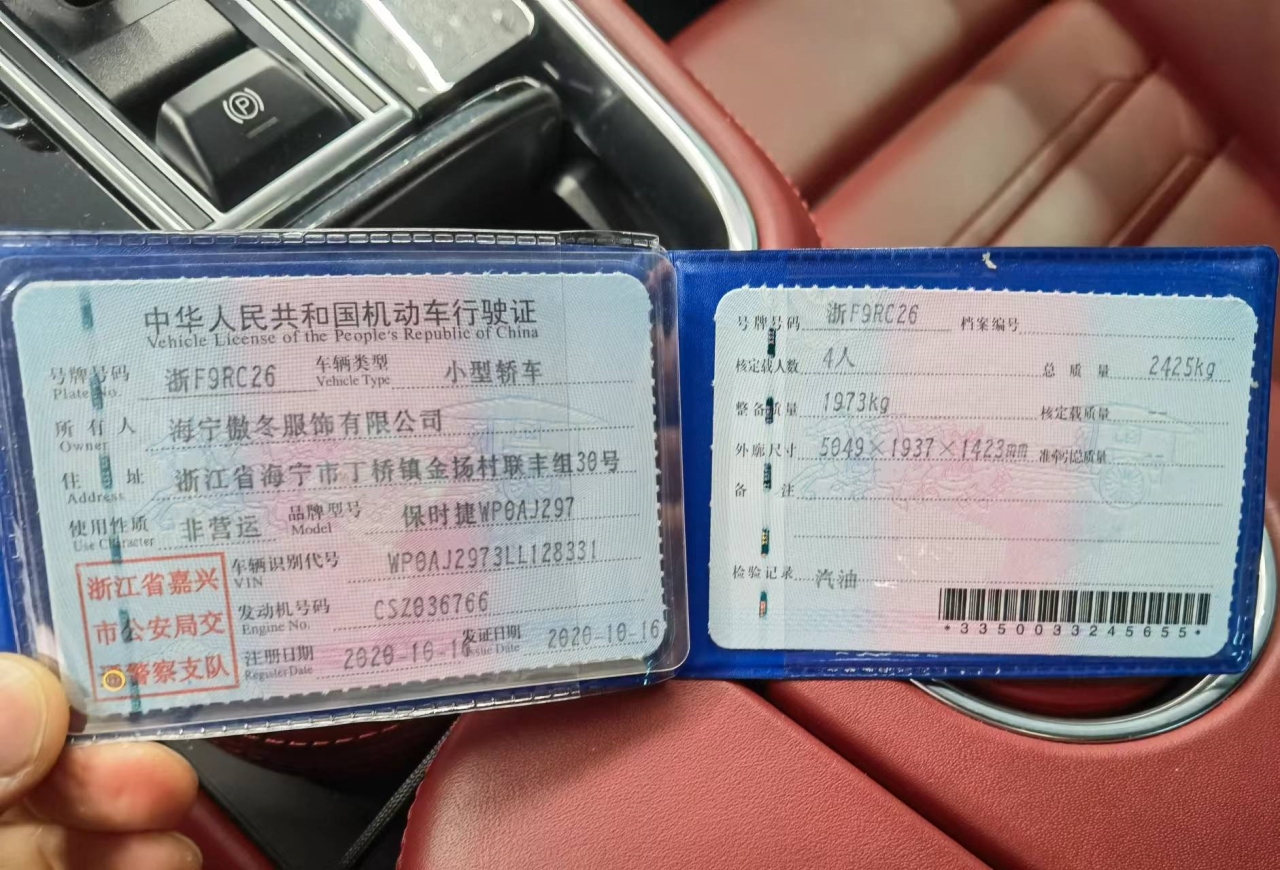 P
中华人民共和国机动车行驶证
Vehicle License of the People's Republic of China
号牌号码 浙F9RC26 车辆类型 小型轿车
Plate No. Vehicle Type
所有人 海宁傲冬服饰有限公司
Owner
住址 浙江省海宁市丁桥镇金扬村联丰组30号
Address
使用性质 非营运 品牌型号 保时捷WP0AJ297
Use Character Model
车辆识别代号 WP0AJ2973LL128331
VIN
发动机号码 CSZ036766
Engine No.
注册日期 2020-10-16 发证日期 2020-10-16
Register Date Issue Date
浙江省嘉兴
市公安局交
通警察支队
号牌号码 浙F9RC26 档案编号
核定载人数 4人 总质量 2425kg
整备质量 1973kg 核定载质量 --
外廓尺寸 5049×1937×1423mm 准牵引总质量
备注
检验记录 汽油
*3350033245655*